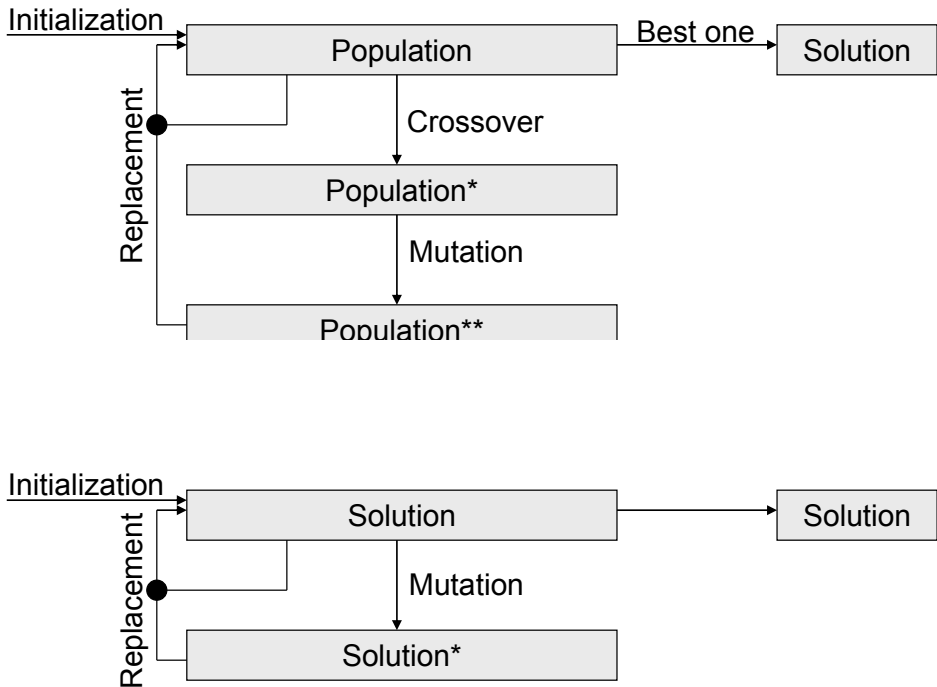 Initialization
Population
Best one
Solution
Replacement
Crossover
Population*
Mutation
Population**
Initialization
Solution
Solution
Replacement
Mutation
Solution*